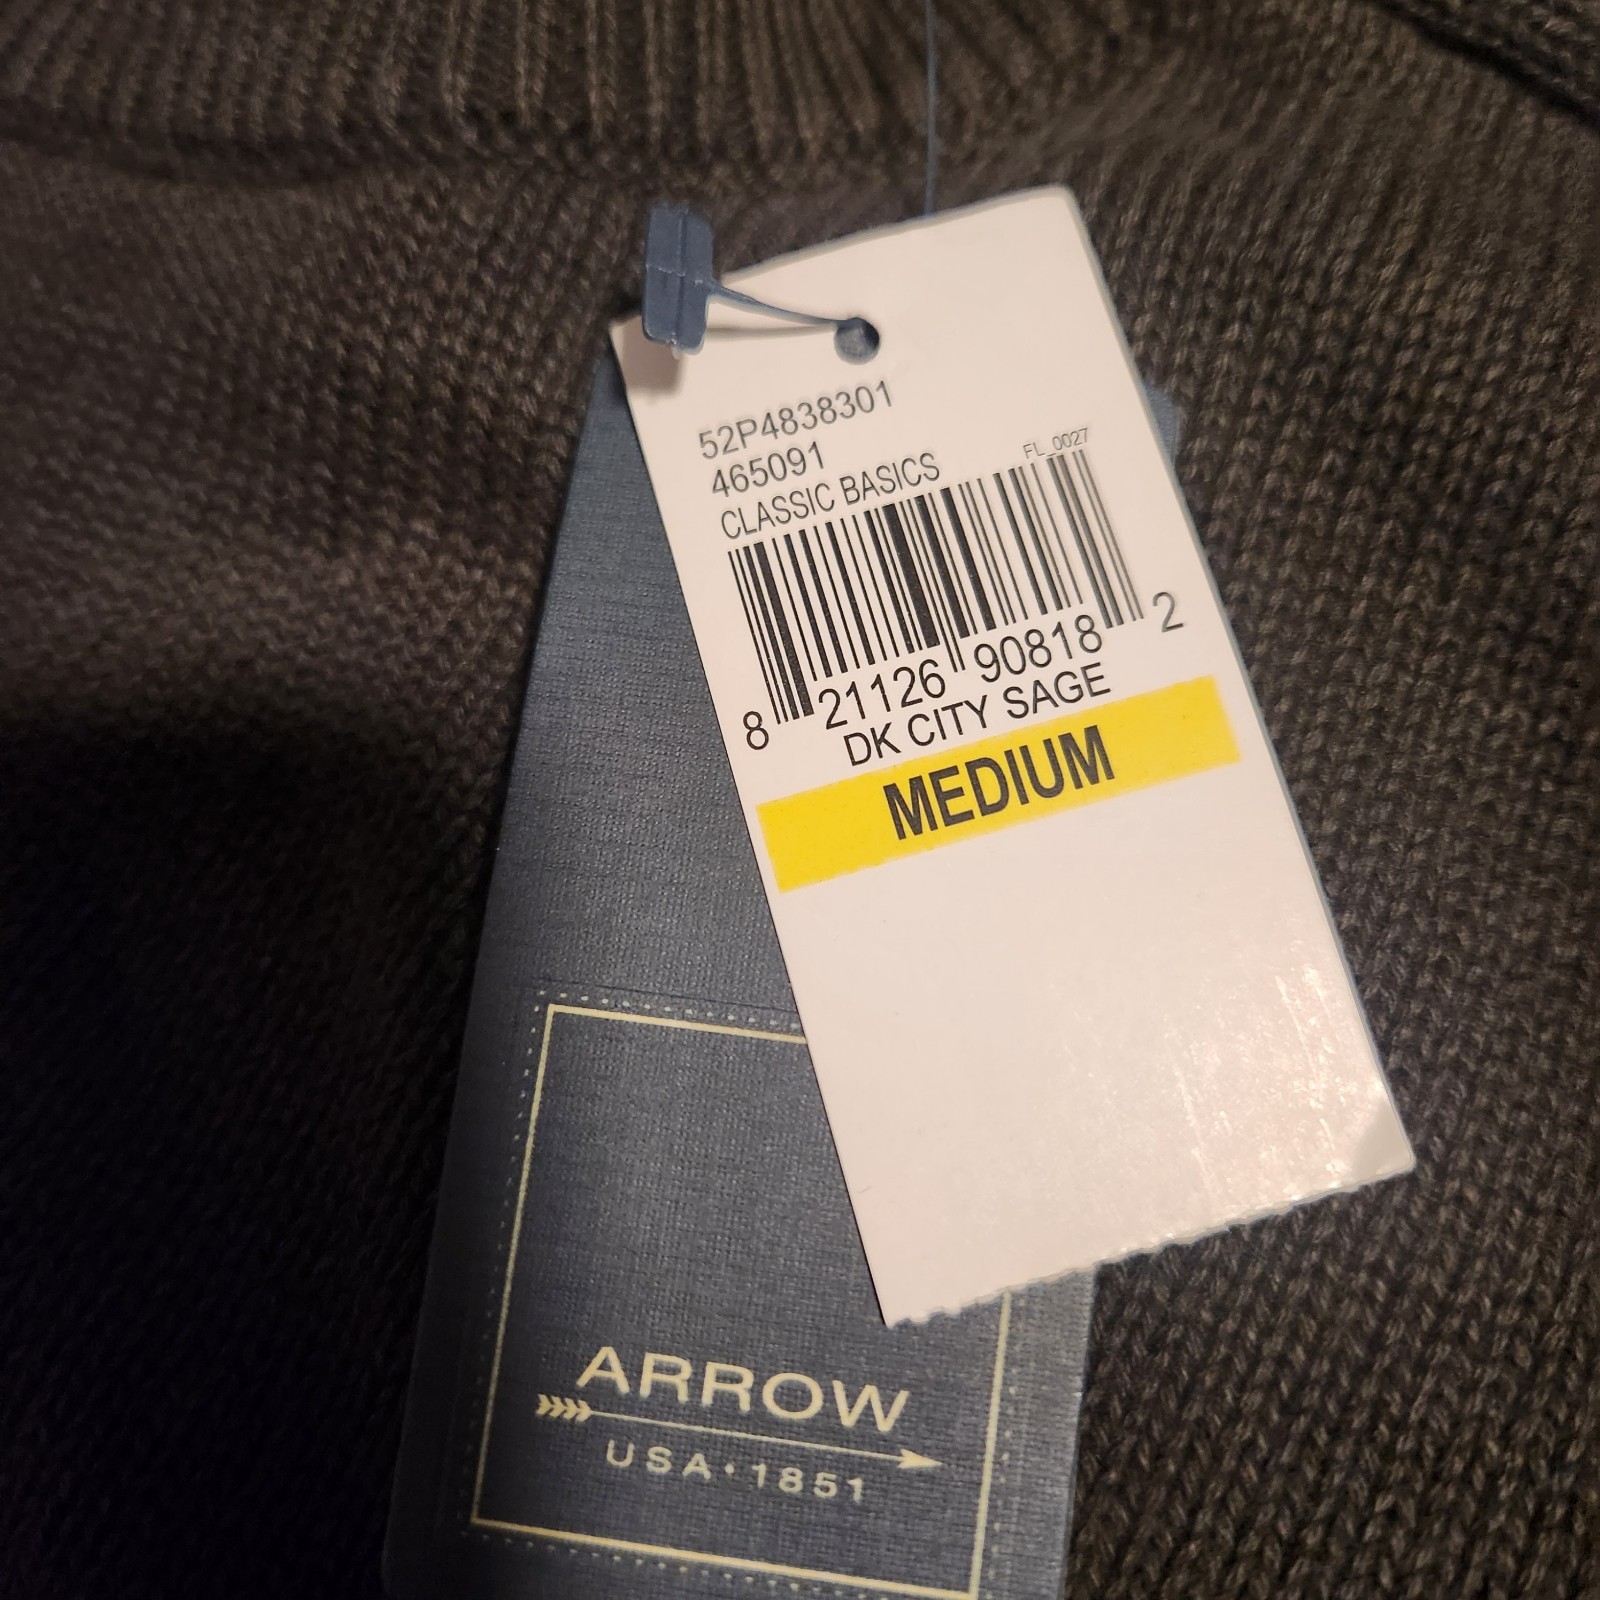 52P4838301
465091
CLASSIC BASICS
FL_0027
8 21126 90818 2
DK CITY SAGE
MEDIUM
ARROW
USA•1851